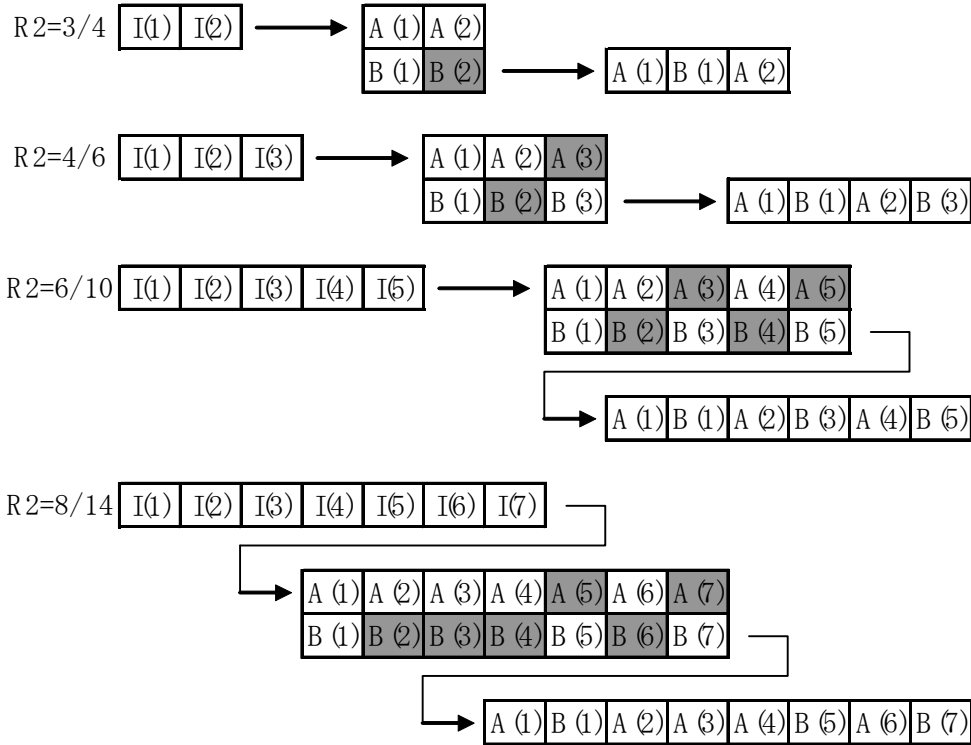 R2=3/4 I(1) I(2) A(1) A(2)
B(1) B(2) A(1) B(1) A(2)
R2=4/6 I(1) I(2) I(3) A(1) A(2) A(3)
B(1) B(2) B(3) A(1) B(1) A(2) B(3)
R2=6/10 I(1) I(2) I(3) I(4) I(5) A(1) A(2) A(3) A(4) A(5)
B(1) B(2) B(3) B(4) B(5)
A(1) B(1) A(2) B(3) A(4) B(5)
R2=8/14 I(1) I(2) I(3) I(4) I(5) I(6) I(7)
A(1) A(2) A(3) A(4) A(5) A(6) A(7)
B(1) B(2) B(3) B(4) B(5) B(6) B(7)
A(1) B(1) A(2) A(3) A(4) B(5) A(6) B(7)